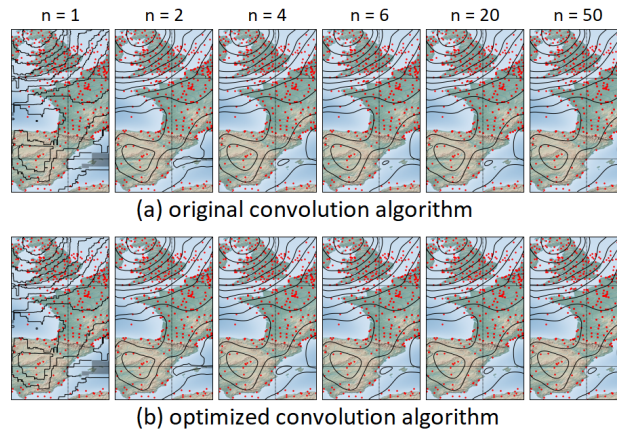 n = 1 n = 2 n = 4 n = 6 n = 20 n = 50
(a) original convolution algorithm
(b) optimized convolution algorithm